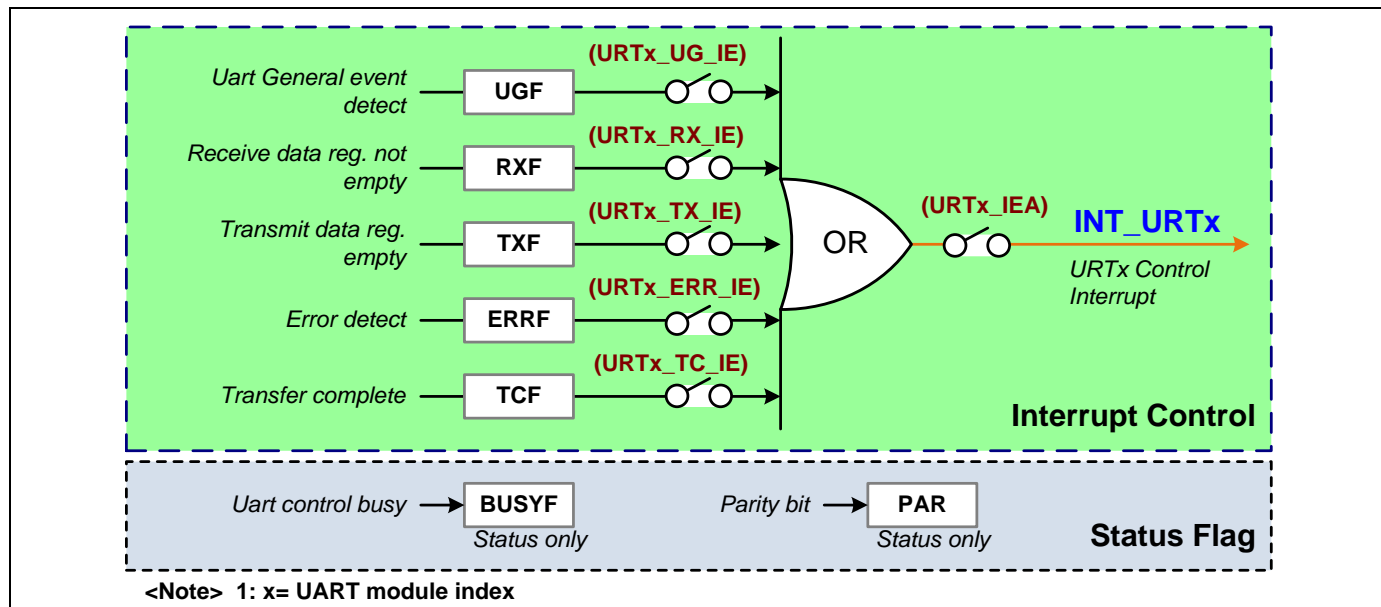 (URTx_UG_IE)
Uart General event
detect
UGF
(URTx_RX_IE)
Receive data reg. not
empty
RXF
(URTx_TX_IE)
Transmit data reg.
empty
TXF
OR
(URTx_IEA)
INT_URTx
URTx Control
Interrupt
(URTx_ERR_IE)
Error detect
ERRF
(URTx_TC_IE)
Transfer complete
TCF
Interrupt Control
Uart control busy
BUSYF
Status only
Parity bit
PAR
Status only
Status Flag
<Note> 1: x= UART module index